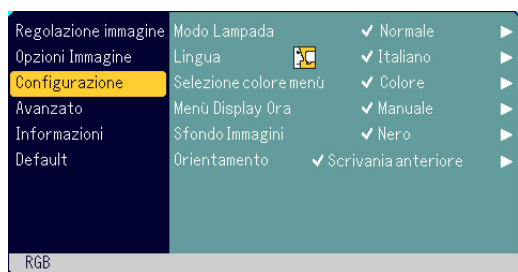 Regolazione immagine Modo Lampada ✓ Normale ▶
Opzioni Immagine Lingua ✓ Italiano ▶
Configurazione Selezione colore menù ✓ Colore ▶
Avanzato Menù Display Ora ✓ Manuale ▶
Informazioni Sfondo Immagini ✓ Nero ▶
Default Orientamento ✓ Scrivania anteriore ▶
RGB